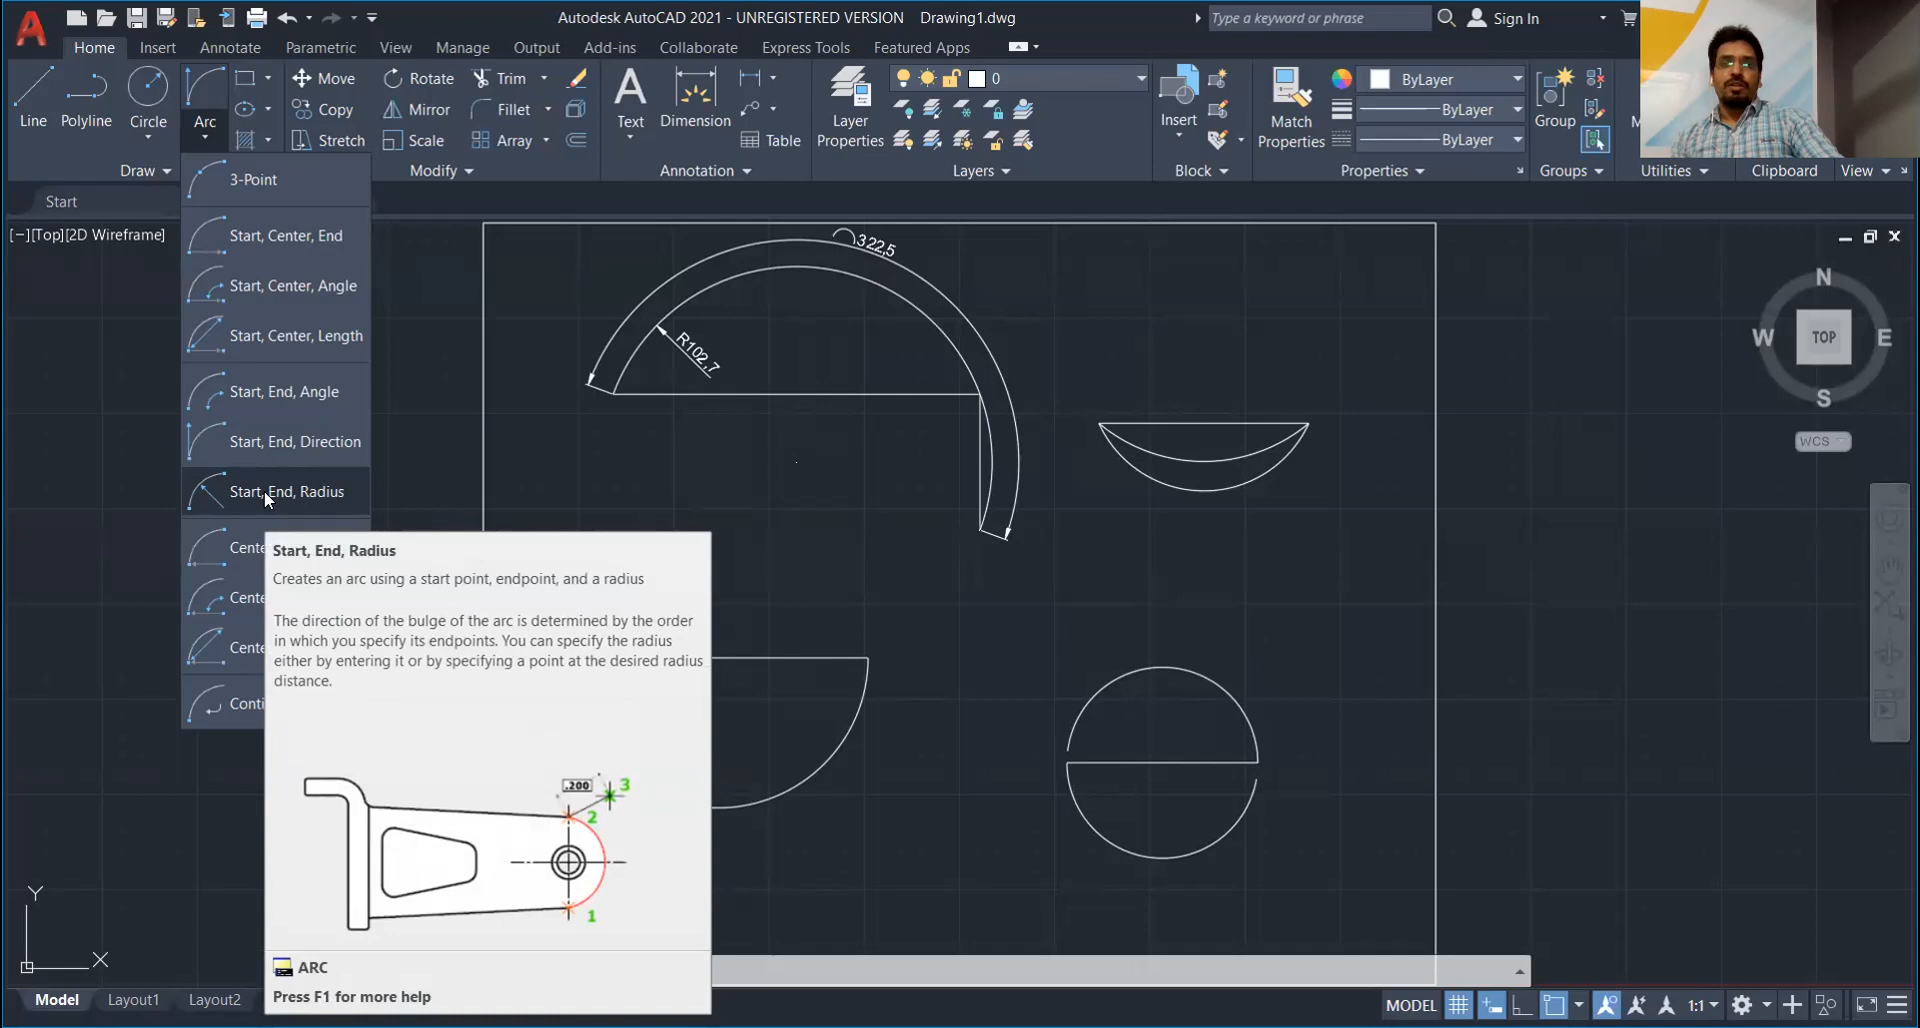 Autodesk AutoCAD 2021 - UNREGISTERED VERSION Drawing1.dwg
Type a keyword or phrase
Sign In
Home Insert Annotate Parametric View Manage Output Add-ins Collaborate Express Tools Featured Apps
Line Polyline Circle Arc
Move Rotate Trim
Copy Mirror Fillet
Stretch Scale Array
Text Dimension Table
Layer Properties
0
Insert
Match Properties
ByLayer
ByLayer
ByLayer
Group
Draw Modify Annotation Layers Block Properties Groups Utilities Clipboard View
Start
[−][Top][2D Wireframe]
3-Point
Start, Center, End
Start, Center, Angle
Start, Center, Length
Start, End, Angle
Start, End, Direction
Start, End, Radius
Cente
Cente
Cente
Conti
322,5
R102,7
N
W TOP E
S
WCS
Start, End, Radius
Creates an arc using a start point, endpoint, and a radius
The direction of the bulge of the arc is determined by the order
in which you specify its endpoints. You can specify the radius
either by entering it or by specifying a point at the desired radius
distance.
.200 3
2
1
ARC
Press F1 for more help
Y
X
Model Layout1 Layout2
MODEL 1:1